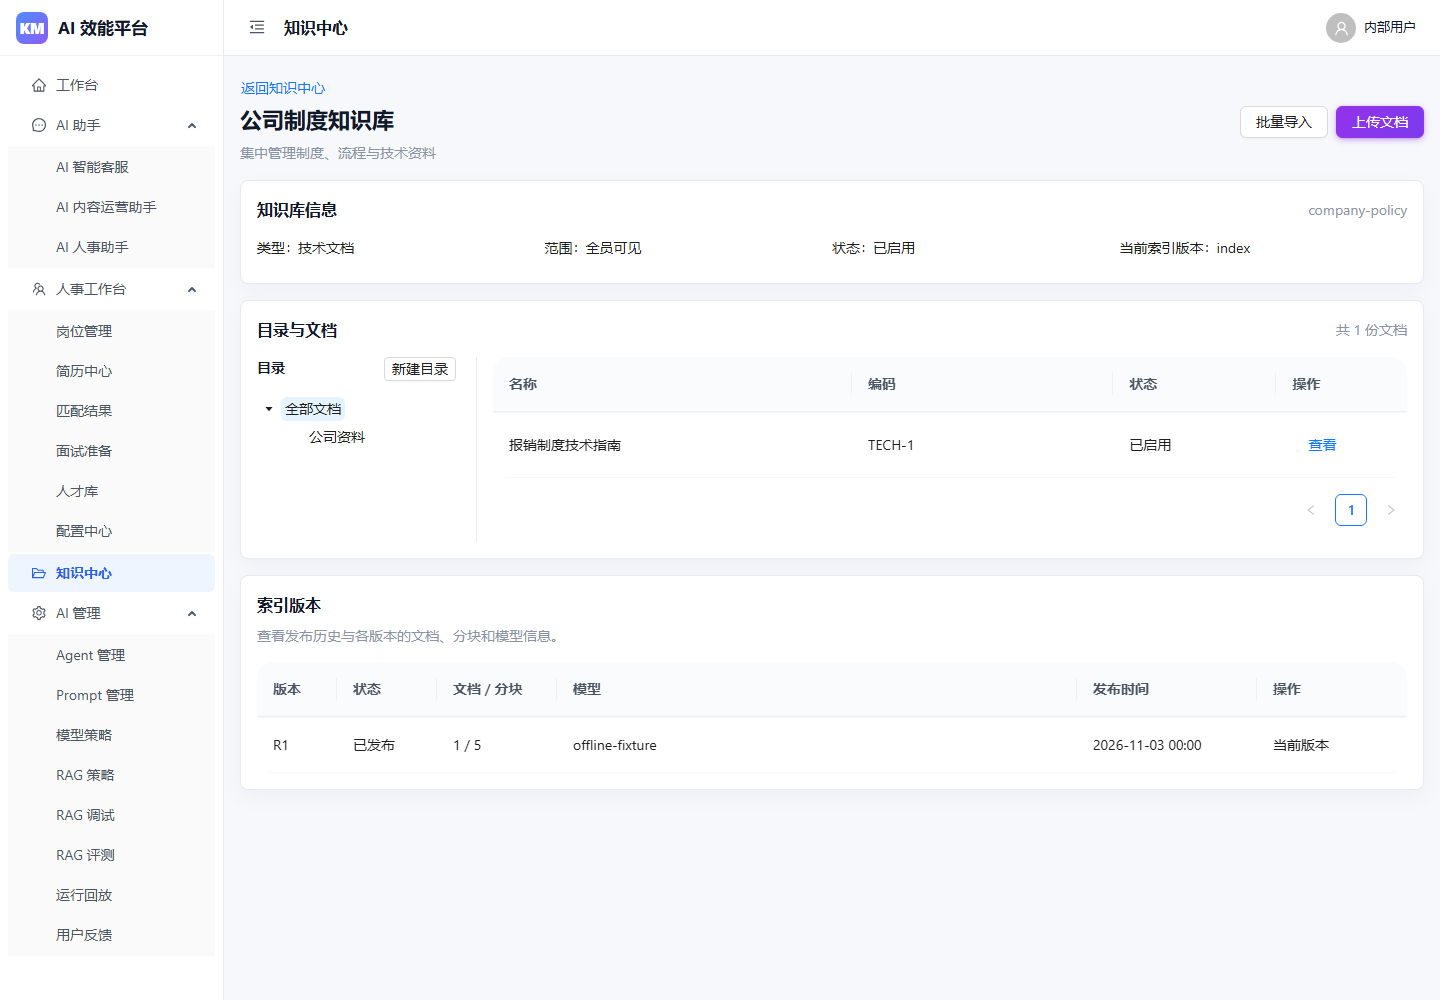 KM AI 效能平台
知识中心
内部用户
工作台
AI 助手
AI 智能客服
AI 内容运营助手
AI 人事助手
人事工作台
岗位管理
简历中心
匹配结果
面试准备
人才库
配置中心
知识中心
AI 管理
Agent 管理
Prompt 管理
模型策略
RAG 策略
RAG 调试
RAG 评测
运行回放
用户反馈
返回知识中心
公司制度知识库
集中管理制度、流程与技术资料
批量导入 上传文档
知识库信息 company-policy
类型：技术文档 范围：全员可见 状态：已启用 当前索引版本：index
目录与文档 共 1 份文档
目录 新建目录
全部文档
公司资料
名称 编码 状态 操作
报销制度技术指南 TECH-1 已启用 查看
1
索引版本
查看发布历史与各版本的文档、分块和模型信息。
版本 状态 文档 / 分块 模型 发布时间 操作
R1 已发布 1 / 5 offline-fixture 2026-11-03 00:00 当前版本